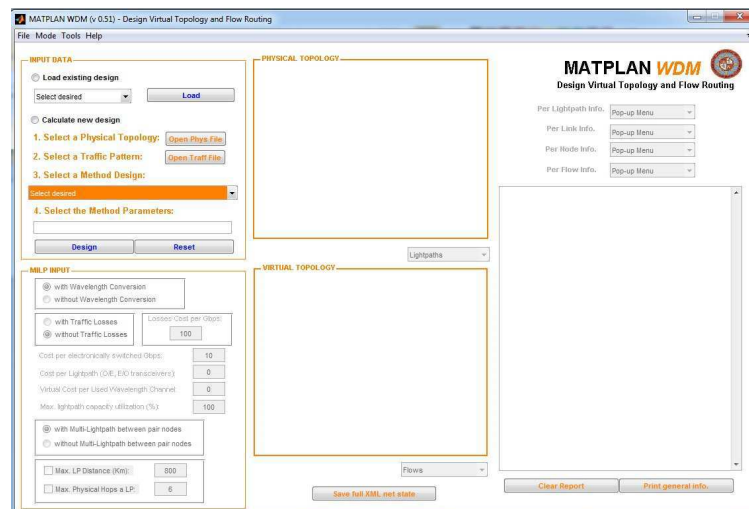 MATPLAN WDM (v 0.51) - Design Virtual Topology and Flow Routing
File Mode Tools Help
INPUT DATA
Load existing design
Select desired
Load
Calculate new design
1. Select a Physical Topology:
Open Phys File
2. Select a Traffic Pattern:
Open Traff File
3. Select a Method Design:
Select desired
4. Select the Method Parameters:
Design
Reset
MILP INPUT
with Wavelength Conversion
without Wavelength Conversion
with Traffic Losses
without Traffic Losses
Losses Cost per Gbps:
100
Cost per electronically switched Gbps:
10
Cost per Lightpath (O/E, E/O transceivers):
0
Virtual Cost per Used Wavelength Channel
0
Max. lightpath capacity utilization (%):
100
with Multi-Lightpath between pair nodes
without Multi-Lightpath between pair nodes
Max. LP Distance (Km):
800
Max. Physical Hops a LP:
6
PHYSICAL TOPOLOGY
Lightpaths
VIRTUAL TOPOLOGY
Flows
Save full XML net state
MATPLAN WDM
Design Virtual Topology and Flow Routing
Per Lightpath Info.
Pop-up Menu
Per Link Info.
Pop-up Menu
Per Node Info.
Pop-up Menu
Per Flow Info.
Pop-up Menu
Clear Report
Print general info.